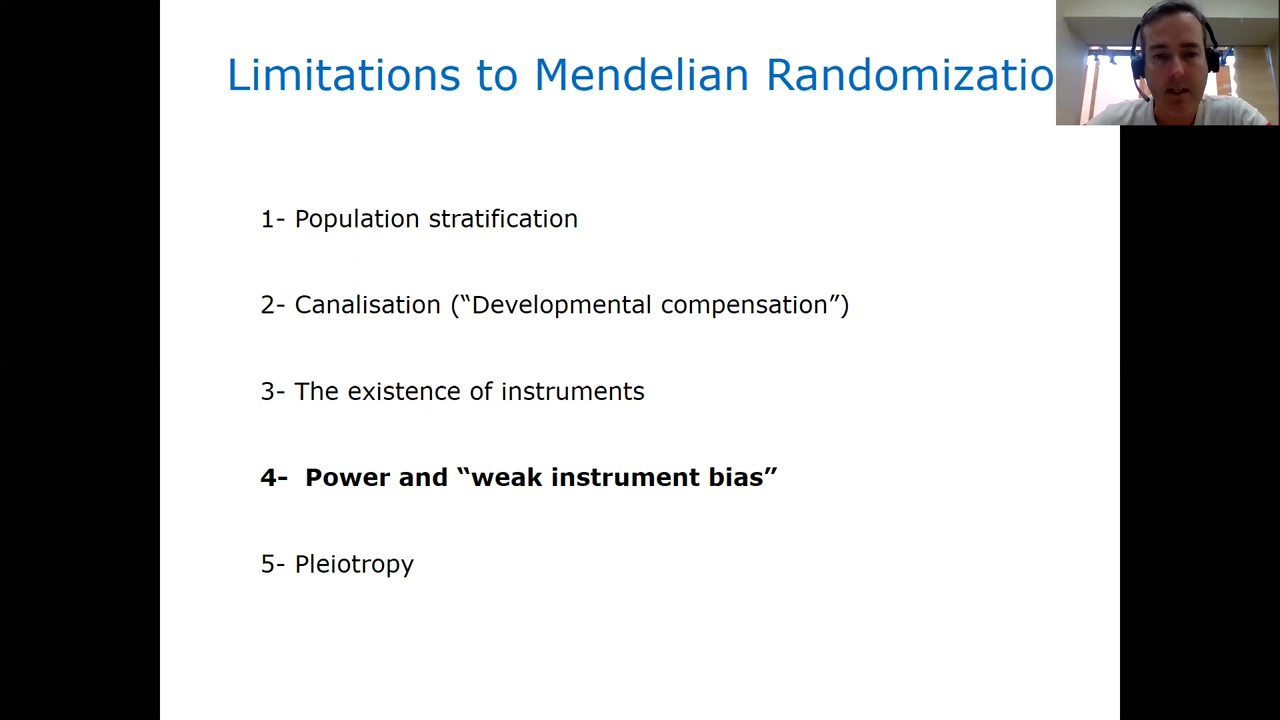 Limitations to Mendelian Randomizatio
1- Population stratification
2- Canalisation (“Developmental compensation”)
3- The existence of instruments
4-  Power and “weak instrument bias”
5- Pleiotropy